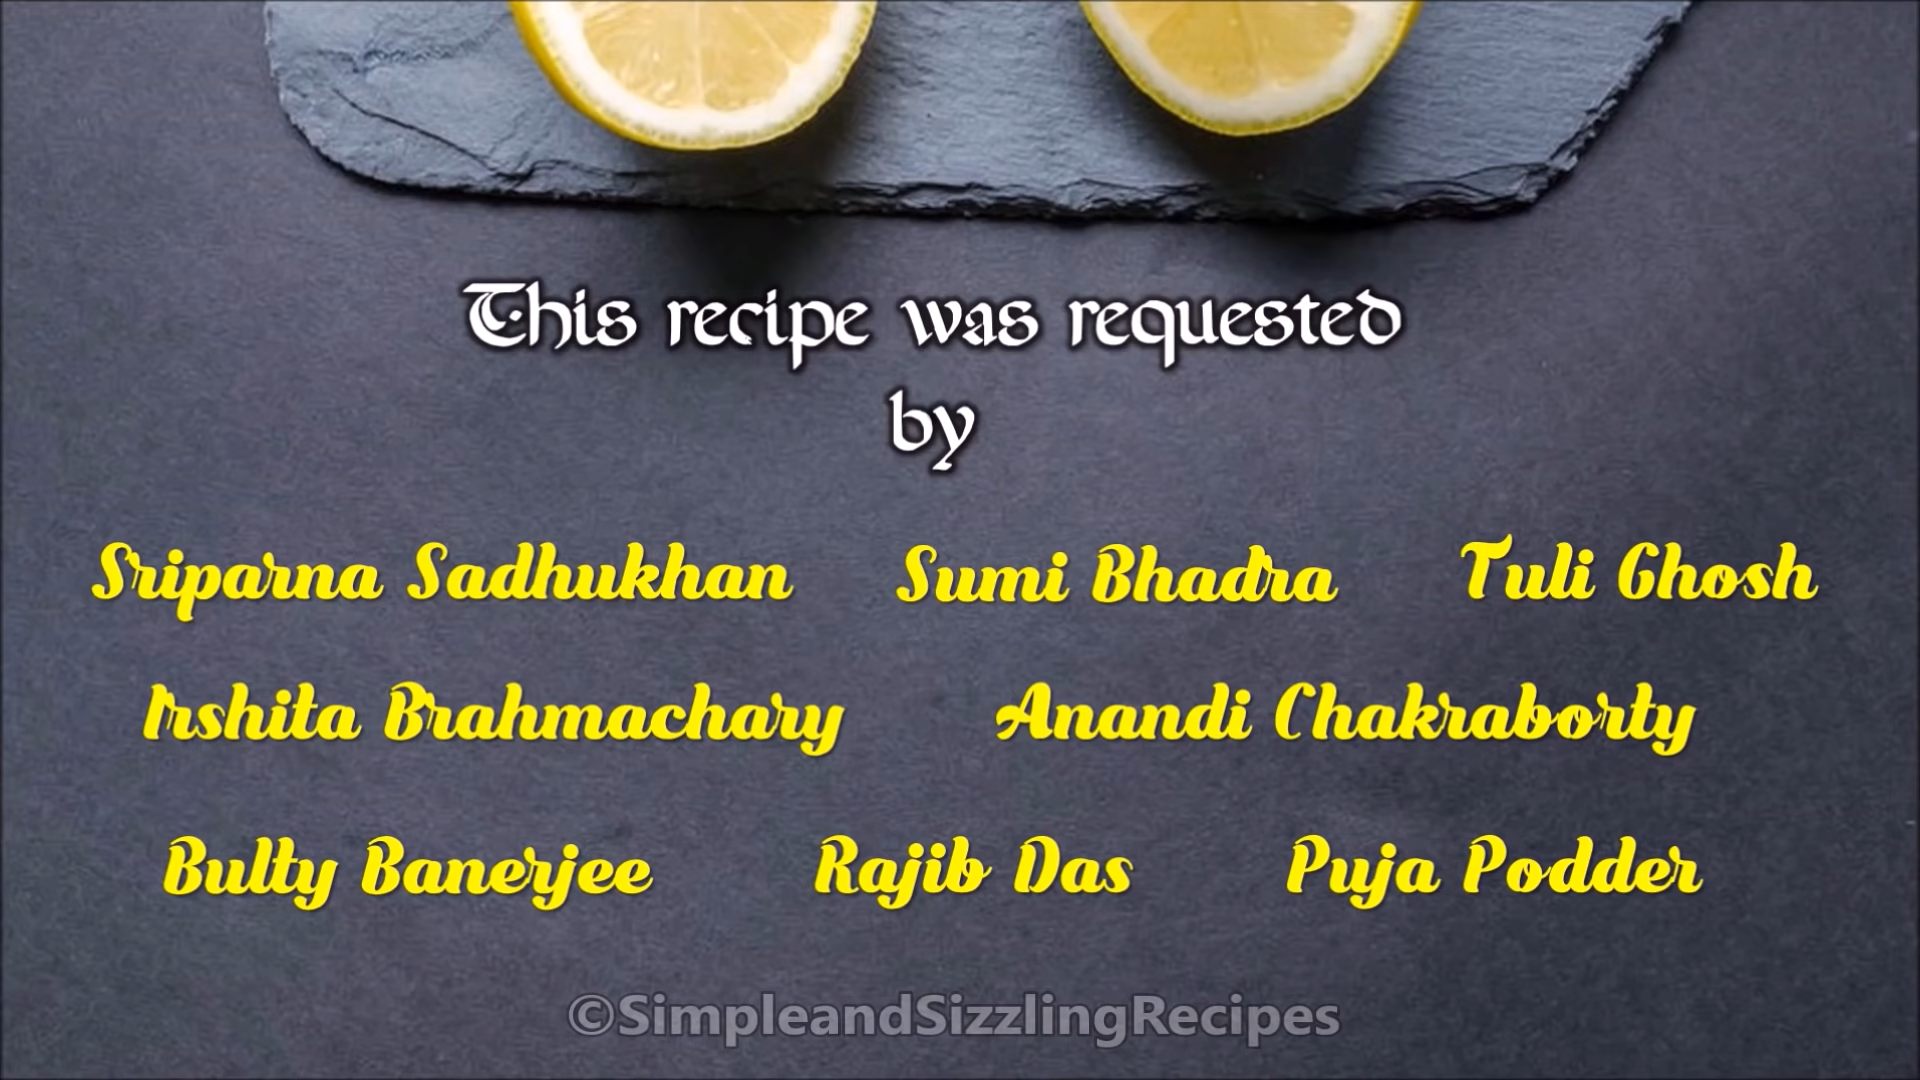 This recipe was requested
by
Sriparna Sadhukhan Sumi Bhadra Tuli Ghosh
Irshita Brahmachary Anandi Chakraborty
Bulty Banerjee Rajib Das Puja Podder
©SimpleandSizzlingRecipes